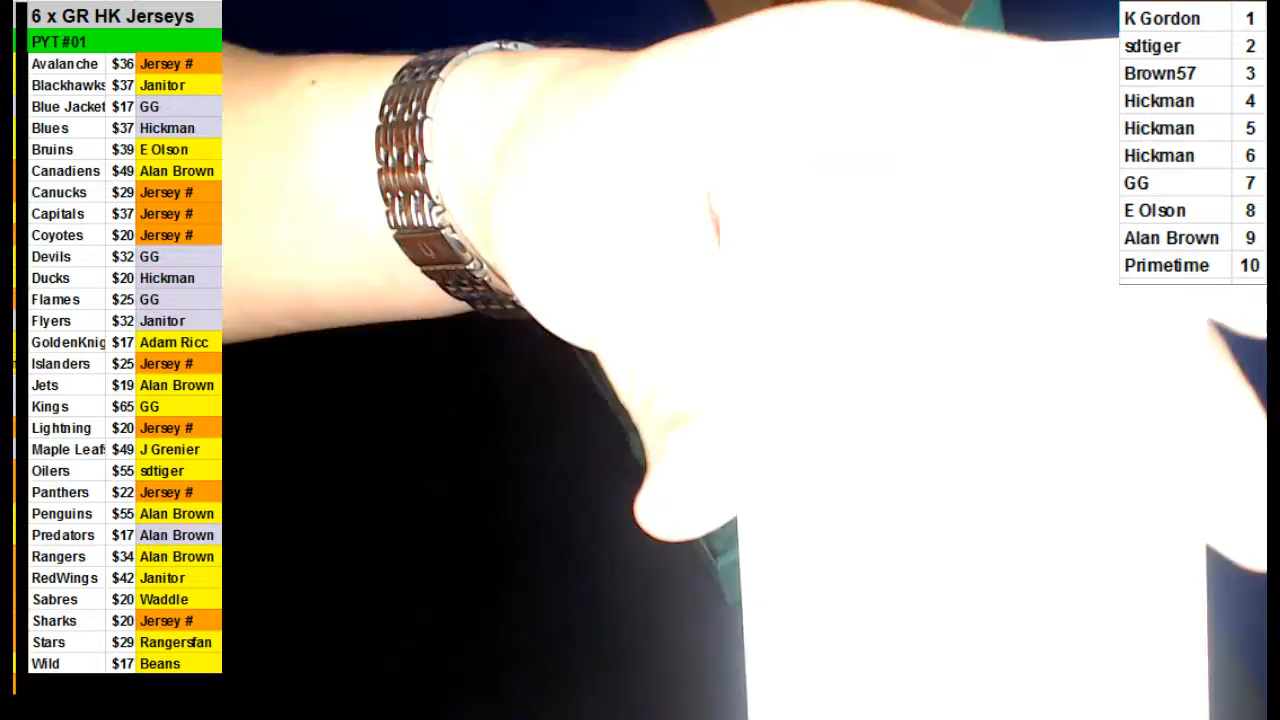 6 x GR HK Jerseys
PYT #01
Avalanche $36 Jersey #
Blackhawks $37 Janitor
Blue Jacket $17 GG
Blues $37 Hickman
Bruins $39 E Olson
Canadiens $49 Alan Brown
Canucks $29 Jersey #
Capitals $37 Jersey #
Coyotes $20 Jersey #
Devils $32 GG
Ducks $20 Hickman
Flames $25 GG
Flyers $32 Janitor
GoldenKnig $17 Adam Ricc
Islanders $25 Jersey #
Jets $19 Alan Brown
Kings $65 GG
Lightning $20 Jersey #
Maple Leaf $49 J Grenier
Oilers $55 sdtiger
Panthers $22 Jersey #
Penguins $55 Alan Brown
Predators $17 Alan Brown
Rangers $34 Alan Brown
RedWings $42 Janitor
Sabres $20 Waddle
Sharks $20 Jersey #
Stars $29 Rangersfan
Wild $17 Beans
K Gordon 1
sdtiger 2
Brown57 3
Hickman 4
Hickman 5
Hickman 6
GG 7
E Olson 8
Alan Brown 9
Primetime 10